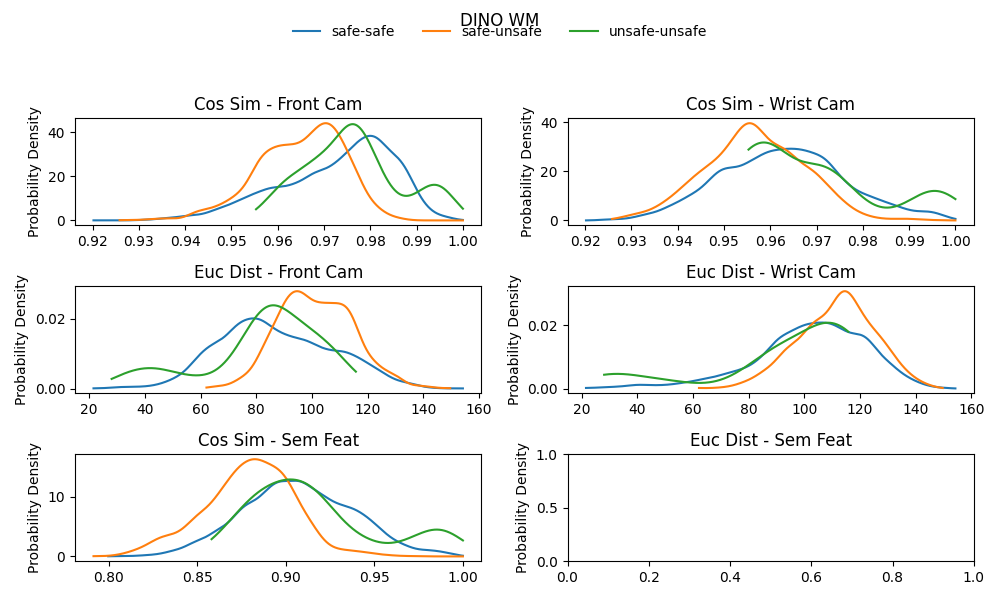 DINO WM
safe-safe safe-unsafe unsafe-unsafe
Cos Sim - Front Cam
Probability Density
40
20
0
0.92 0.93 0.94 0.95 0.96 0.97 0.98 0.99 1.00
Cos Sim - Wrist Cam
Probability Density
40
20
0
0.92 0.93 0.94 0.95 0.96 0.97 0.98 0.99 1.00
Euc Dist - Front Cam
Probability Density
0.02
0.00
20 40 60 80 100 120 140 160
Euc Dist - Wrist Cam
Probability Density
0.02
0.00
20 40 60 80 100 120 140 160
Cos Sim - Sem Feat
Probability Density
10
0
0.80 0.85 0.90 0.95 1.00
Euc Dist - Sem Feat
Probability Density
1.0
0.5
0.0
0.0 0.2 0.4 0.6 0.8 1.0